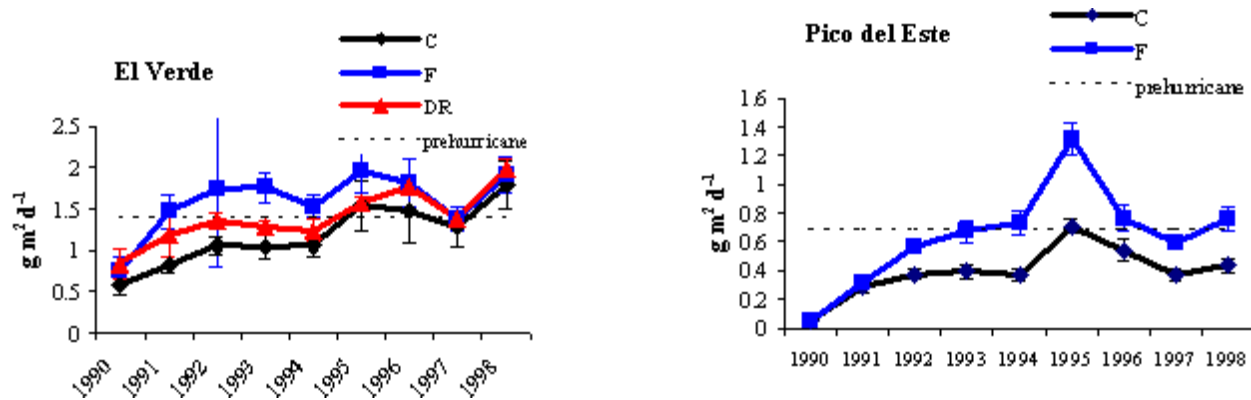 El Verde
C
F
DR
prehurricane
g m² d⁻¹
2.5
2
1.5
1
0.5
0
1990
1991
1992
1993
1994
1995
1996
1997
1998
Pico del Este
C
F
prehurricane
g m² d⁻¹
1.6
1.4
1.2
1
0.8
0.6
0.4
0.2
0
1990 1991 1992 1993 1994 1995 1996 1997 1998